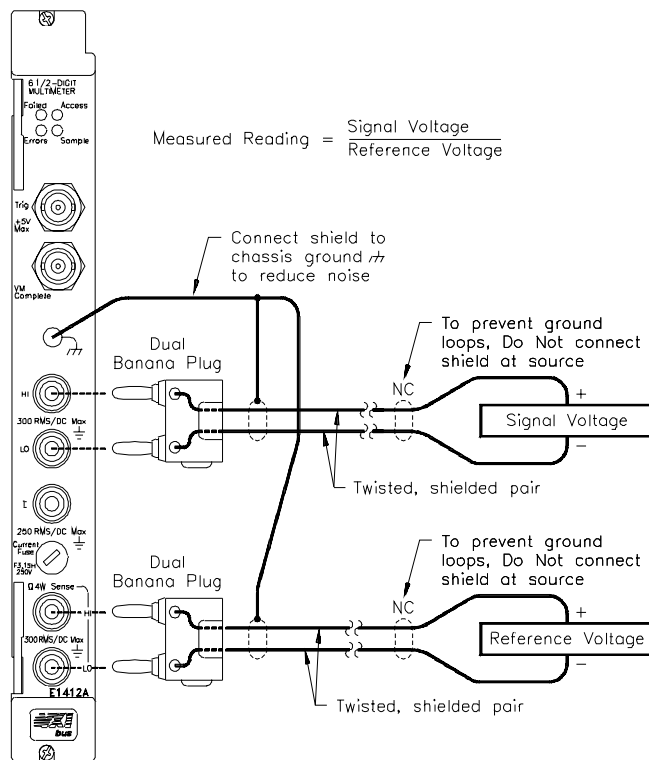 6 1/2-DIGIT
MULTIMETER
Failed Access
Errors Sample
Measured Reading = Signal Voltage
Reference Voltage
Trig
+5V
Max
VM
Complete
Connect shield to
chassis ground
to reduce noise
Dual
Banana Plug
To prevent ground
loops, Do Not connect
shield at source
NC
HI
300 RMS/DC Max
LO
+
Signal Voltage
−
Twisted, shielded pair
I
250 RMS/DC Max
Current
Fuse
F3.15H
250V
Ω 4W Sense
HI
300RMS/DC Max
LO
Dual
Banana Plug
To prevent ground
loops, Do Not connect
shield at source
NC
+
Reference Voltage
−
Twisted, shielded pair
E1412A
VXI
bus